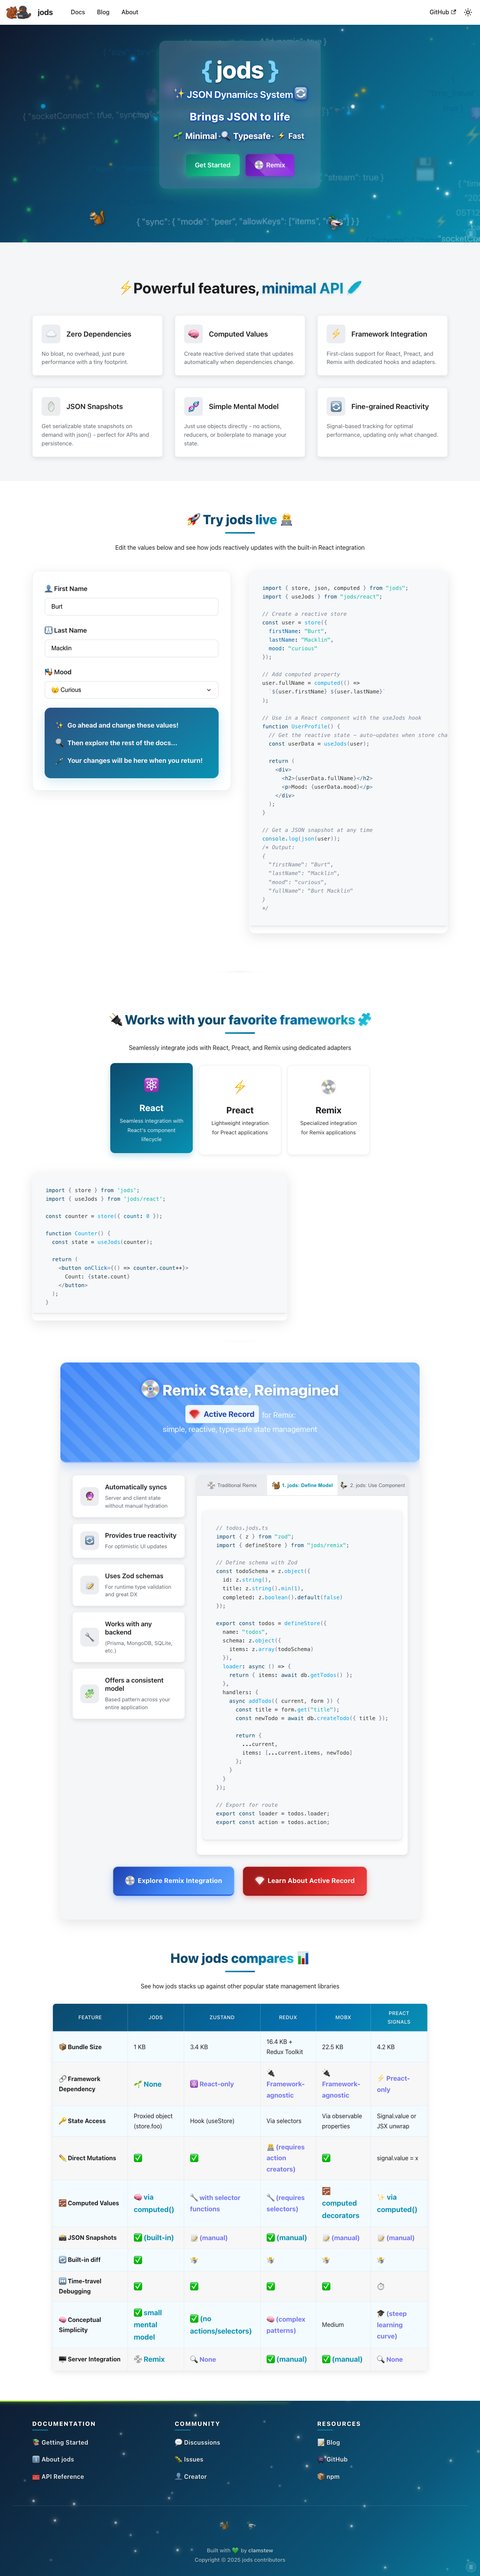 jods
Docs
Blog
About
GitHub
{ jods }
JSON Dynamics System
Brings JSON to life
Minimal
Typesafe
Fast
Get Started
Remix
{ "sync": { "mode": "peer", "allowKeys": ["items",
"stream": true }
Powerful features, minimal API
Zero Dependencies
No bloat, no overhead, just pure
performance with a tiny footprint.
Computed Values
Create reactive derived state that updates
automatically when dependencies change.
Framework Integration
First-class support for React, Preact, and
Remix with dedicated hooks and adapters.
JSON Snapshots
Get serializable state snapshots on
demand with json() - perfect for APIs and
persistence.
Simple Mental Model
Just use objects directly - no actions,
reducers, or boilerplate to manage your
state.
Fine-grained Reactivity
Signal-based tracking for optimal
performance, updating only what changed.
Try jods live
Edit the values below and see how jods reactively updates with the built-in React integration
First Name
Burt
Last Name
Macklin
Mood
Curious
Go ahead and change these values!
Then explore the rest of the docs...
Your changes will be here when you return!
import { store, json, computed } from "jods";
import { useJods } from "jods/react";
// Create a reactive store
const user = store({
firstName: "Burt",
lastName: "Macklin",
mood: "curious"
});
// Add computed property
user.fullName = computed(() =>
`${user.firstName} ${user.lastName}`
);
// Use in a React component with the useJods hook
function UserProfile() {
// Get the reactive state – auto-updates when store cha
const userData = useJods(user);
return (
<div>
<h2>{userData.fullName}</h2>
<p>Mood: {userData.mood}</p>
</div>
);
}
// Get a JSON snapshot at any time
console.log(json(user));
/* Output:
{
"firstName": "Burt",
"lastName": "Macklin",
"mood": "curious",
"fullName": "Burt Macklin"
}
*/
Works with your favorite frameworks
Seamlessly integrate jods with React, Preact, and Remix using dedicated adapters
React
Seamless integration with
React's component
lifecycle
Preact
Lightweight integration
for Preact applications
Remix
Specialized integration
for Remix applications
import { store } from 'jods';
import { useJods } from 'jods/react';
const counter = store({ count: 0 });
function Counter() {
const state = useJods(counter);
return (
<button onClick={() => counter.count++}>
Count: {state.count}
</button>
);
}
Remix State, Reimagined
Active Record for Remix:
simple, reactive, type-safe state management
Automatically syncs
Server and client state
without manual hydration
Provides true reactivity
For optimistic UI updates
Uses Zod schemas
For runtime type validation
and great DX
Works with any
backend
(Prisma, MongoDB, SQLite,
etc.)
Offers a consistent
model
Based pattern across your
entire application
Traditional Remix
1. jods: Define Model
2. jods: Use Component
// todos.jods.ts
import { z } from "zod";
import { defineStore } from "jods/remix";
// Define schema with Zod
const todoSchema = z.object({
id: z.string(),
title: z.string().min(1),
completed: z.boolean().default(false)
});
export const todos = defineStore({
name: "todos",
schema: z.object({
items: z.array(todoSchema)
}),
loader: async () => {
return { items: await db.getTodos() };
},
handlers: {
async addTodo({ current, form }) {
const title = form.get("title");
const newTodo = await db.createTodo({ title });
return {
...current,
items: [...current.items, newTodo]
};
}
}
});
// Export for route
export const loader = todos.loader;
export const action = todos.action;
Explore Remix Integration
Learn About Active Record
How jods compares
See how jods stacks up against other popular state management libraries
FEATURE JODS ZUSTAND REDUX MOBX PREACT SIGNALS
Bundle Size 1 KB 3.4 KB 16.4 KB + Redux Toolkit 22.5 KB 4.2 KB
Framework Dependency None React-only Framework-agnostic Framework-agnostic Preact-only
State Access Proxied object (store.foo) Hook (useStore) Via selectors Via observable properties Signal.value or JSX unwrap
Direct Mutations ✅ ✅ (requires action creators) ✅ signal.value = x
Computed Values via computed() with selector functions (requires selectors) computed decorators via computed()
JSON Snapshots ✅ (built-in) (manual) ✅ (manual) (manual) (manual)
Built-in diff ✅
Time-travel Debugging ✅ ✅ ✅ ✅
Conceptual Simplicity ✅ small mental model ✅ (no actions/selectors) (complex patterns) Medium (steep learning curve)
Server Integration Remix None ✅ (manual) ✅ (manual) None
DOCUMENTATION
Getting Started
About jods
API Reference
COMMUNITY
Discussions
Issues
Creator
RESOURCES
Blog
GitHub
npm
Built with 💚 by clamstew
Copyright © 2025 jods contributors